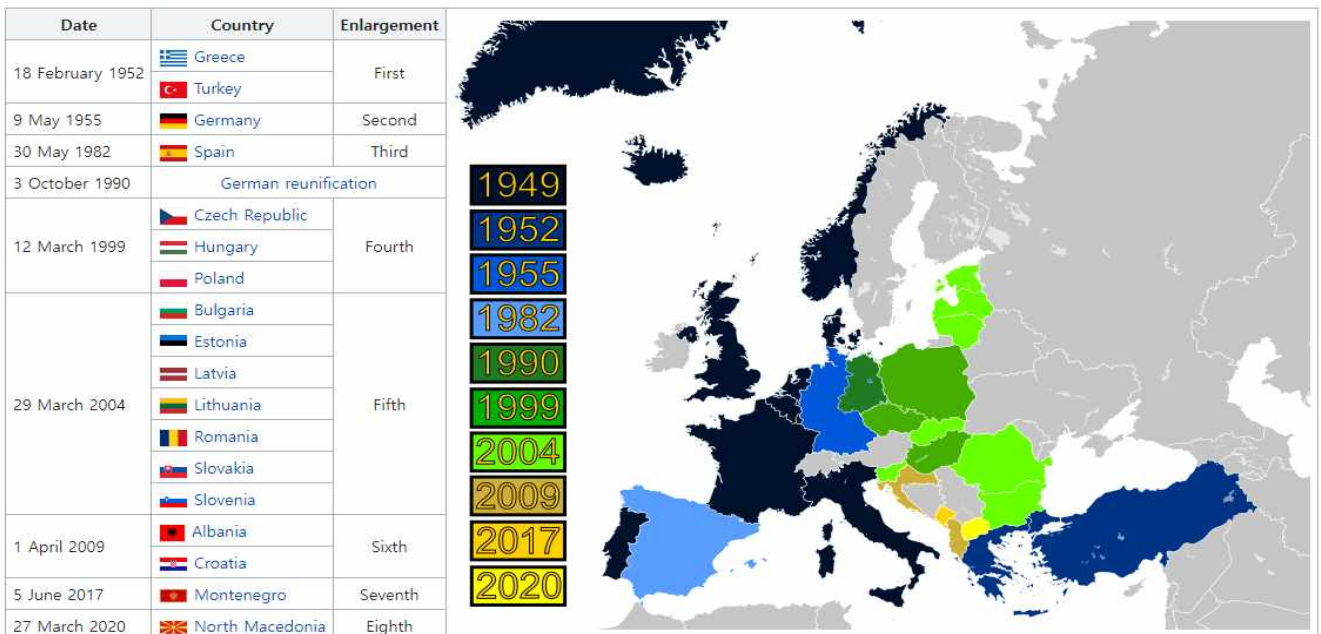 Date Country Enlargement
18 February 1952 Greece First
Turkey
9 May 1955 Germany Second
30 May 1982 Spain Third
3 October 1990 German reunification
12 March 1999 Czech Republic Fourth
Hungary
Poland
29 March 2004 Bulgaria Fifth
Estonia
Latvia
Lithuania
Romania
Slovakia
Slovenia
1 April 2009 Albania Sixth
Croatia
5 June 2017 Montenegro Seventh
27 March 2020 North Macedonia Eighth
1949
1952
1955
1982
1990
1999
2004
2009
2017
2020